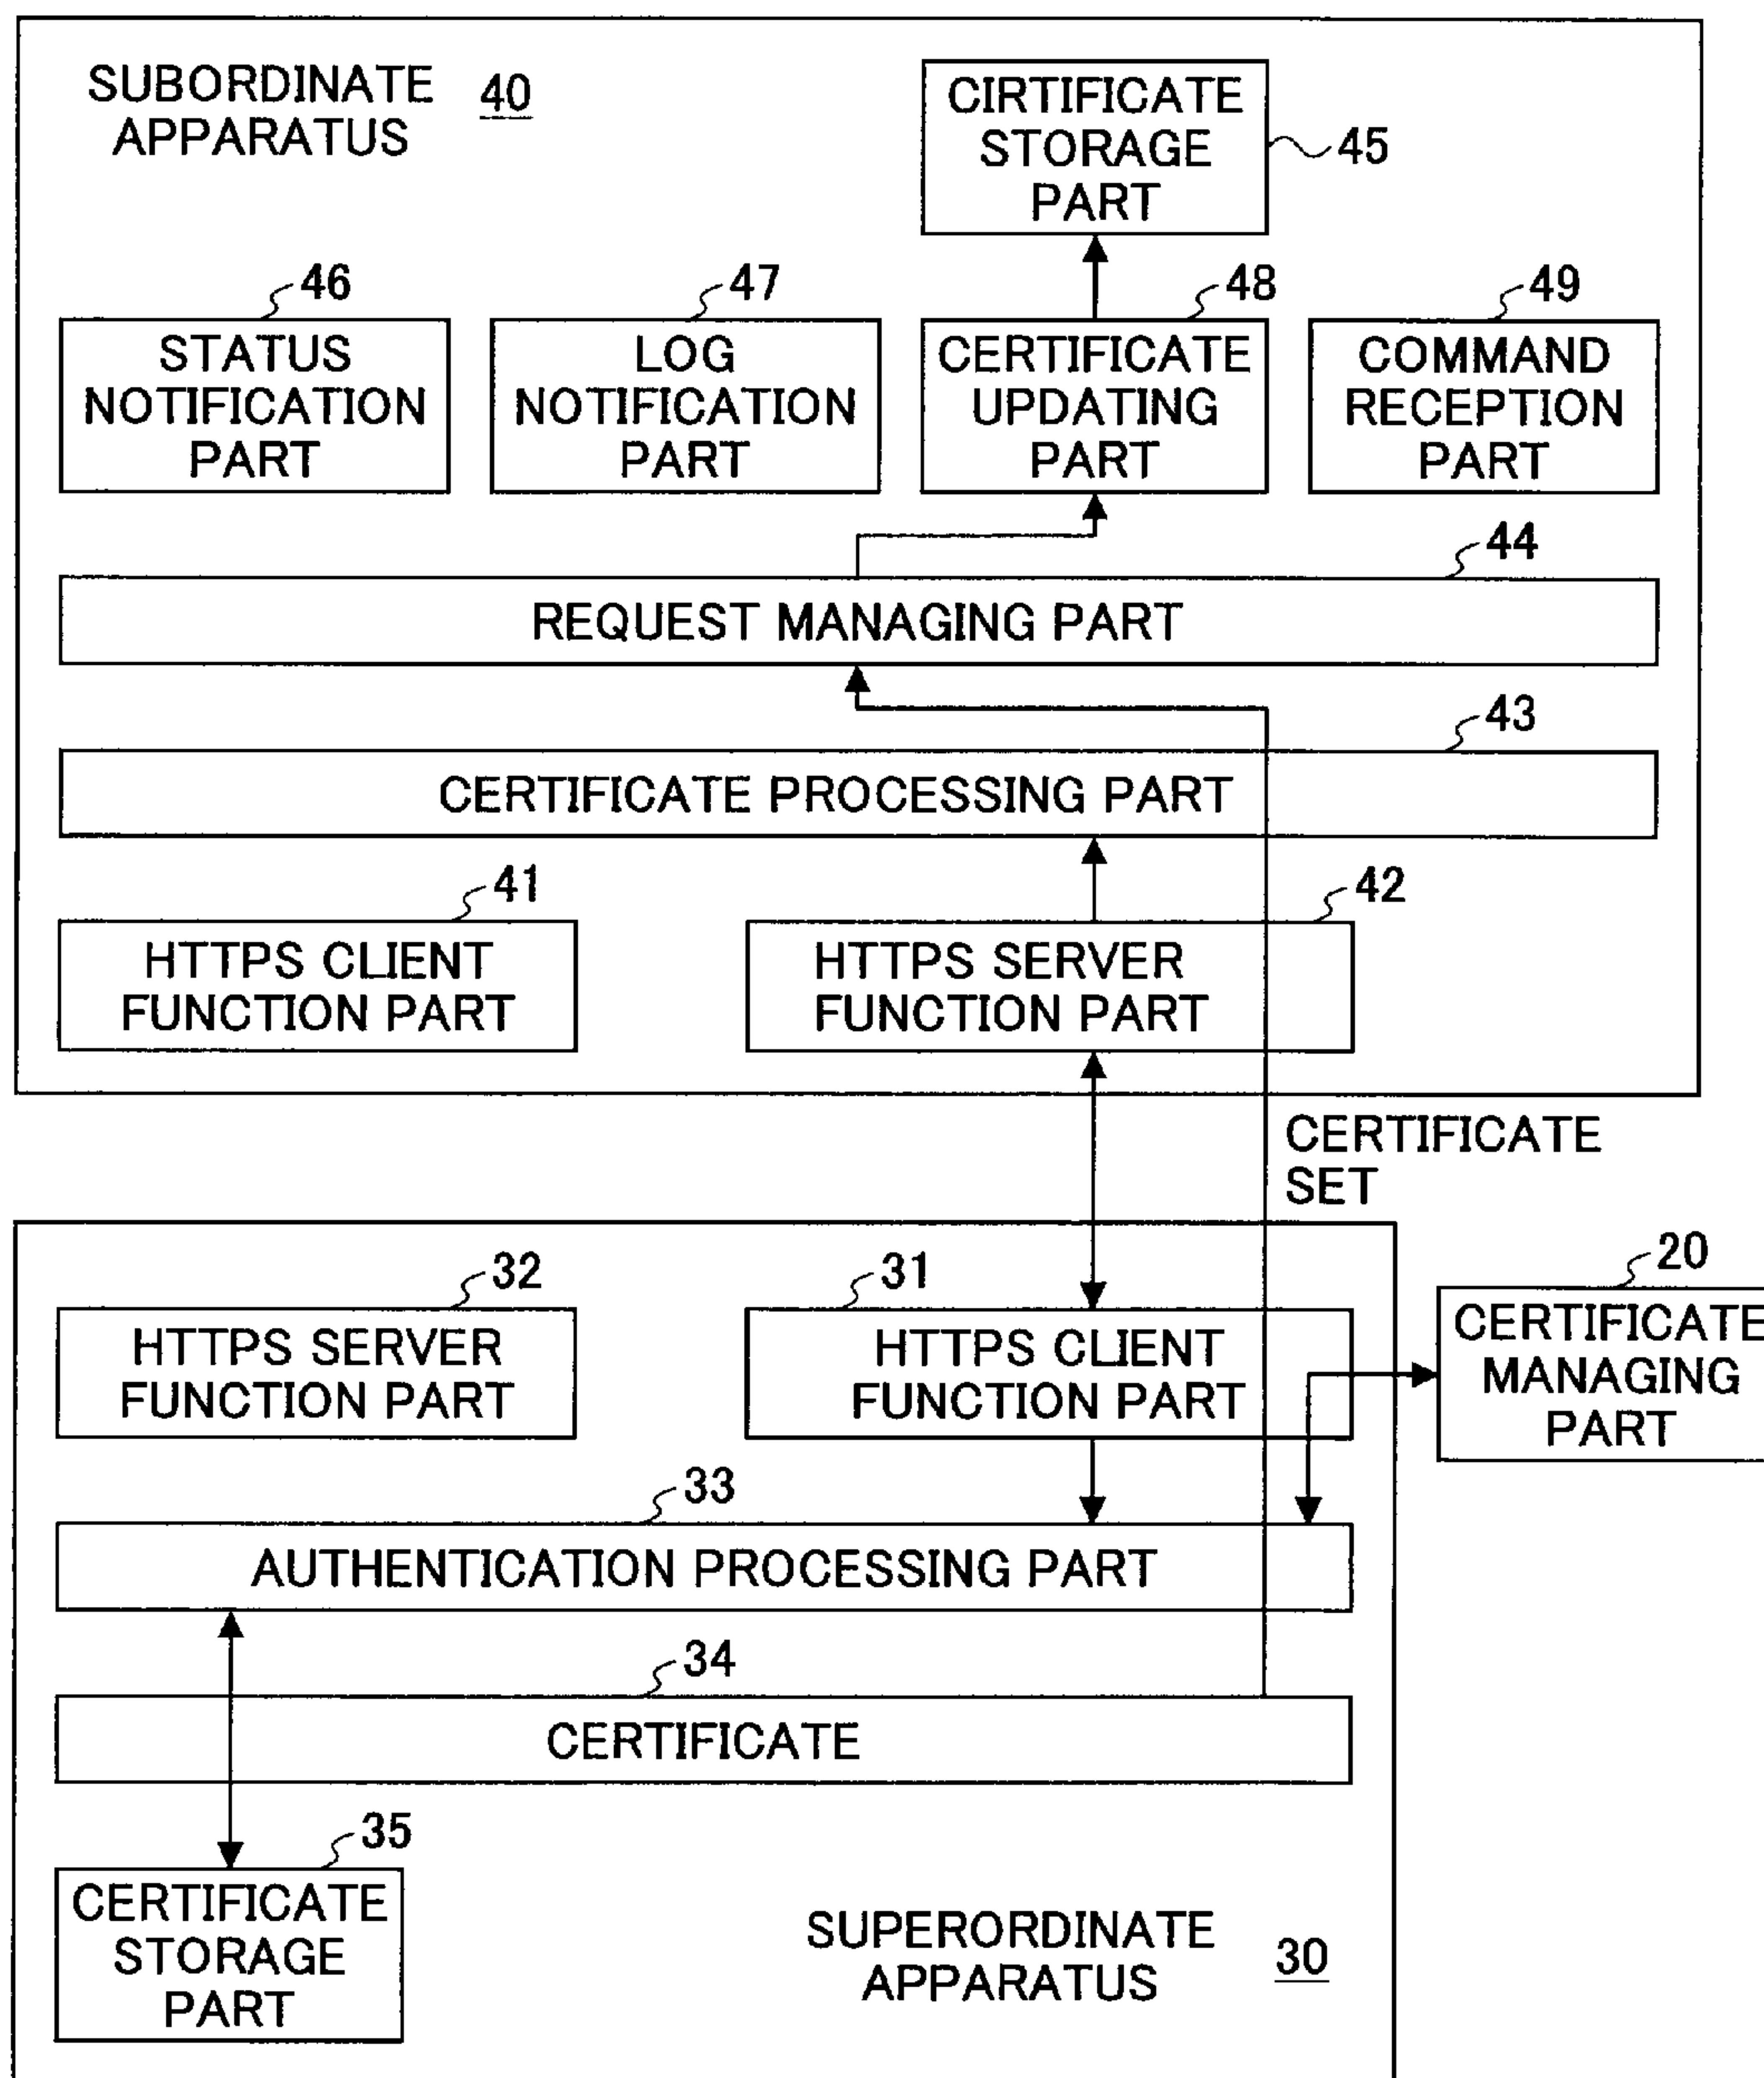 SUBORDINATE
APPARATUS
40
CIRTIFICATE
STORAGE
PART
45
46
STATUS
NOTIFICATION
PART
47
LOG
NOTIFICATION
PART
48
CERTIFICATE
UPDATING
PART
49
COMMAND
RECEPTION
PART
44
REQUEST MANAGING PART
43
CERTIFICATE PROCESSING PART
41
HTTPS CLIENT
FUNCTION PART
42
HTTPS SERVER
FUNCTION PART
CERTIFICATE
SET
32
HTTPS SERVER
FUNCTION PART
31
HTTPS CLIENT
FUNCTION PART
20
CERTIFICATE
MANAGING
PART
33
AUTHENTICATION PROCESSING PART
34
CERTIFICATE
35
CERTIFICATE
STORAGE
PART
SUPERORDINATE
APPARATUS
30